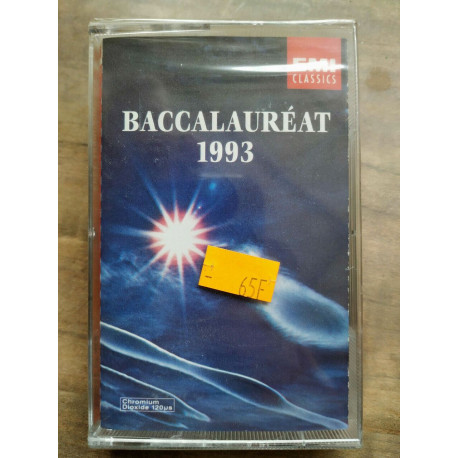 EMI
CLASSICS
BACCALAURÉAT
1993
65F
Chromium
Dioxide 120µs